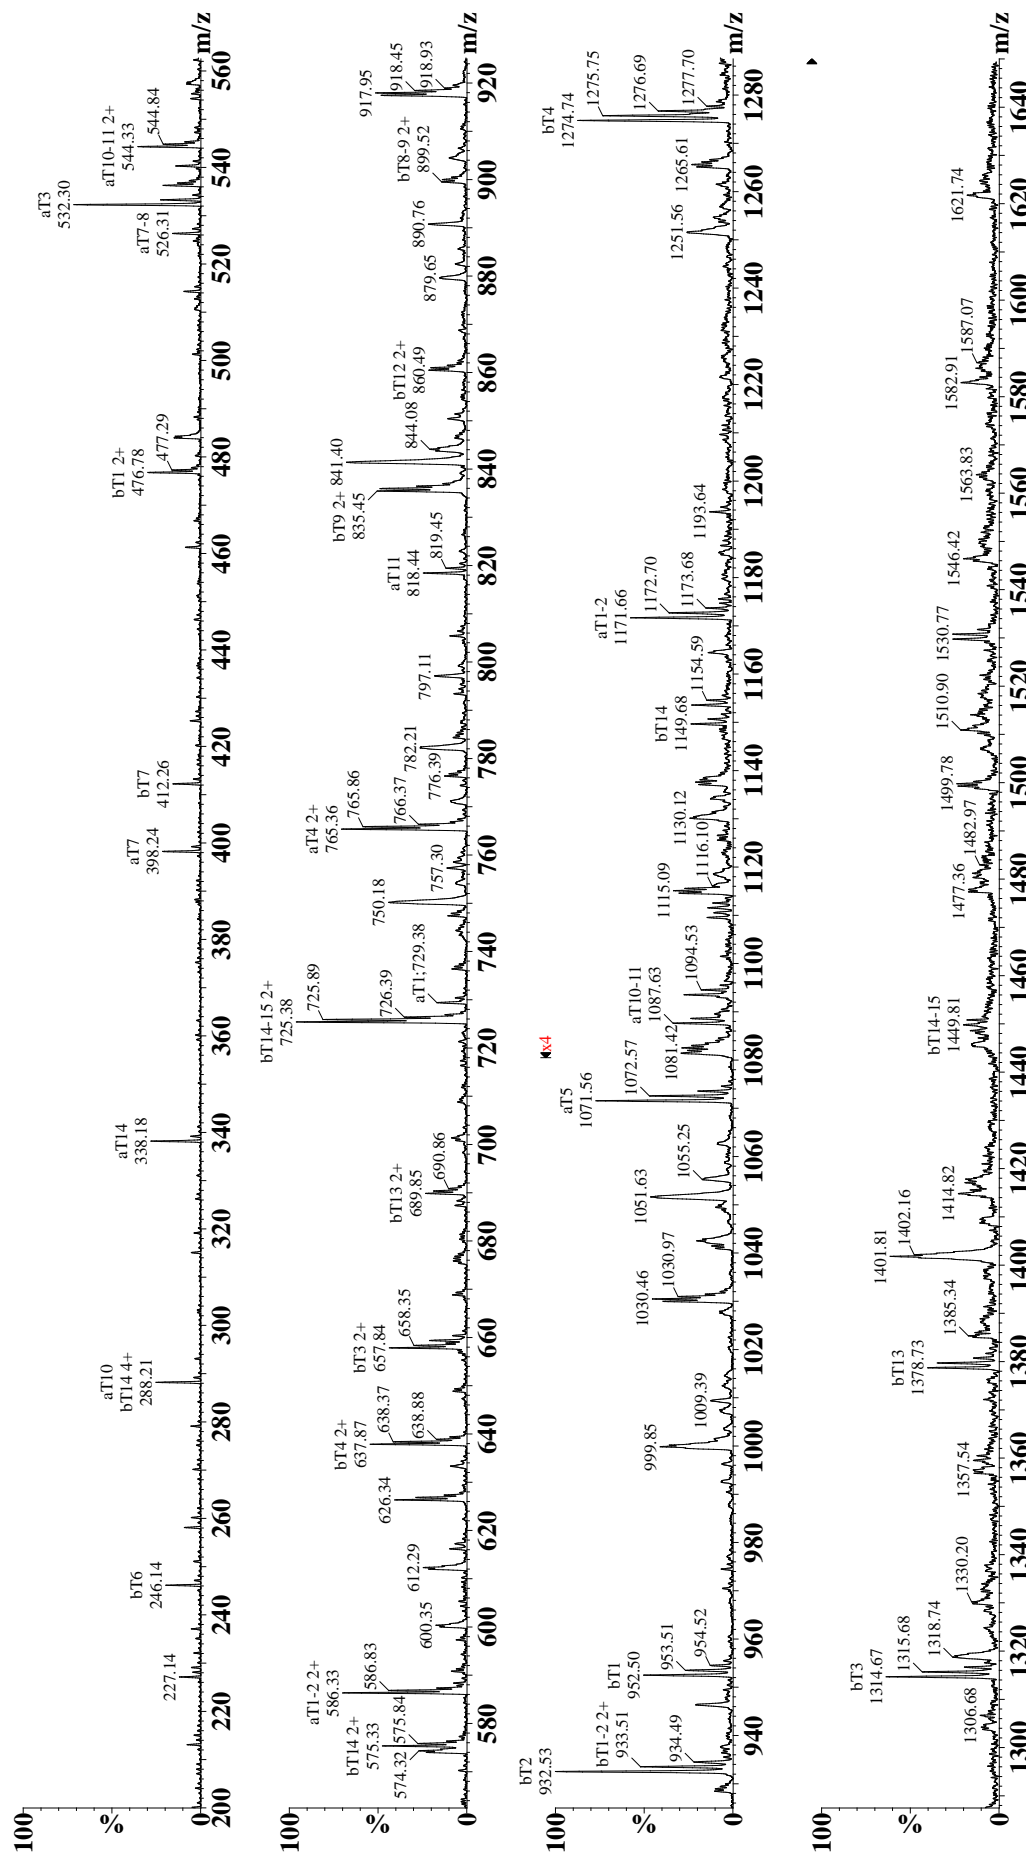 100
%
0
227.14
bT6
246.14
aT10
bT14 4+
288.21
aT14
338.18
aT7
398.24
bT7
412.26
bT1 2+
476.78
477.29
aT7-8
526.31
aT3
532.30
aT10-11 2+
544.33
544.84
200 220 240 260 280 300 320 340 360 380 400 420 440 460 480 500 520 540 560
m/z
100
%
0
574.32
bT14 2+
575.33
575.84
aT1-2 2+
586.33
586.83
600.35
612.29
626.34
bT4 2+
637.87
638.37
638.88
bT3 2+
657.84
658.35
bT13 2+
689.85
690.86
bT14-15 2+
725.38
725.89
726.39
aT1;729.38
750.18
757.30
aT4 2+
765.36
765.86
766.37
776.39
782.21
797.11
aT11
818.44
819.45
bT9 2+
835.45
841.40
844.08
bT12 2+
860.49
879.65
890.76
bT8-9 2+
899.52
917.95
918.45
918.93
580 600 620 640 660 680 700 720 740 760 780 800 820 840 860 880 900 920
m/z
100
%
0
bT2
932.53
bT1-2 2+
933.51
934.49
bT1
952.50
953.51
954.52
999.85
1009.39
1030.46
1030.97
1051.63
1055.25
aT5
1071.56
1072.57
1081.42
x4
aT10-11
1087.63
1094.53
1115.09
1116.10
1130.12
bT14
1149.68
1154.59
aT1-2
1171.66
1172.70
1173.68
1193.64
1251.56
1265.61
bT4
1274.74
1275.75
1276.69
1277.70
940 960 980 1000 1020 1040 1060 1080 1100 1120 1140 1160 1180 1200 1220 1240 1260 1280
m/z
100
%
0
1306.68
bT3
1314.67
1315.68
1318.74
1330.20
1357.54
bT13
1378.73
1385.34
1401.81
1402.16
1414.82
bT14-15
1449.81
1477.36
1482.97
1499.78
1510.90
1530.77
1546.42
1563.83
1582.91
1587.07
1621.74
1300 1320 1340 1360 1380 1400 1420 1440 1460 1480 1500 1520 1540 1560 1580 1600 1620 1640
m/z